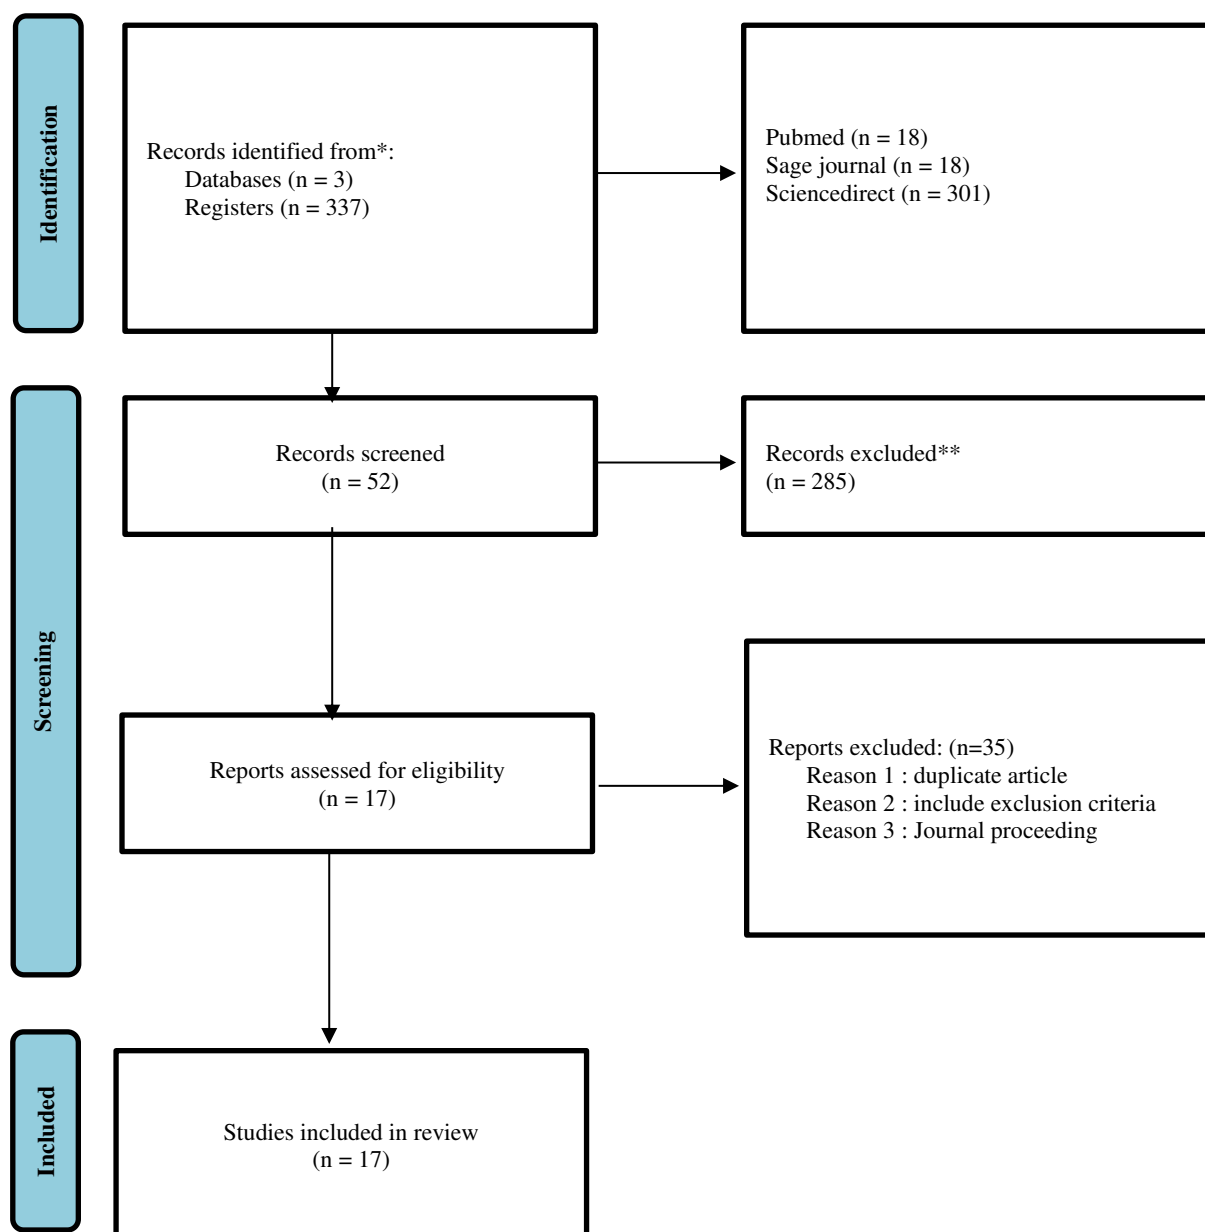 Identification
Records identified from*:
Databases (n = 3)
Registers (n = 337)
Pubmed (n = 18)
Sage journal (n = 18)
Sciencedirect (n = 301)
Screening
Records screened
(n = 52)
Records excluded**
(n = 285)
Reports assessed for eligibility
(n = 17)
Reports excluded: (n=35)
Reason 1 : duplicate article
Reason 2 : include exclusion criteria
Reason 3 : Journal proceeding
Included
Studies included in review
(n = 17)